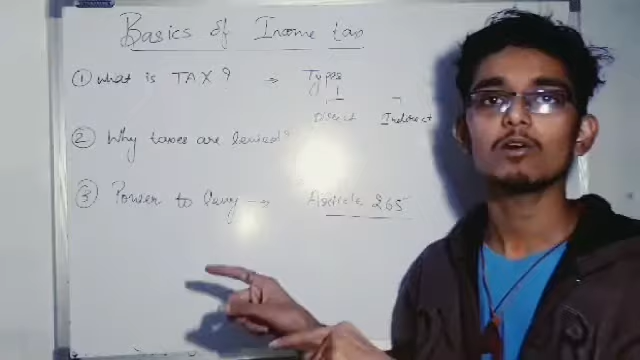 Basics of Income tax
① What is TAX? ⇒ Types
Direct Indirect
② Why taxes are levied?
③ Power to levy → Article 265